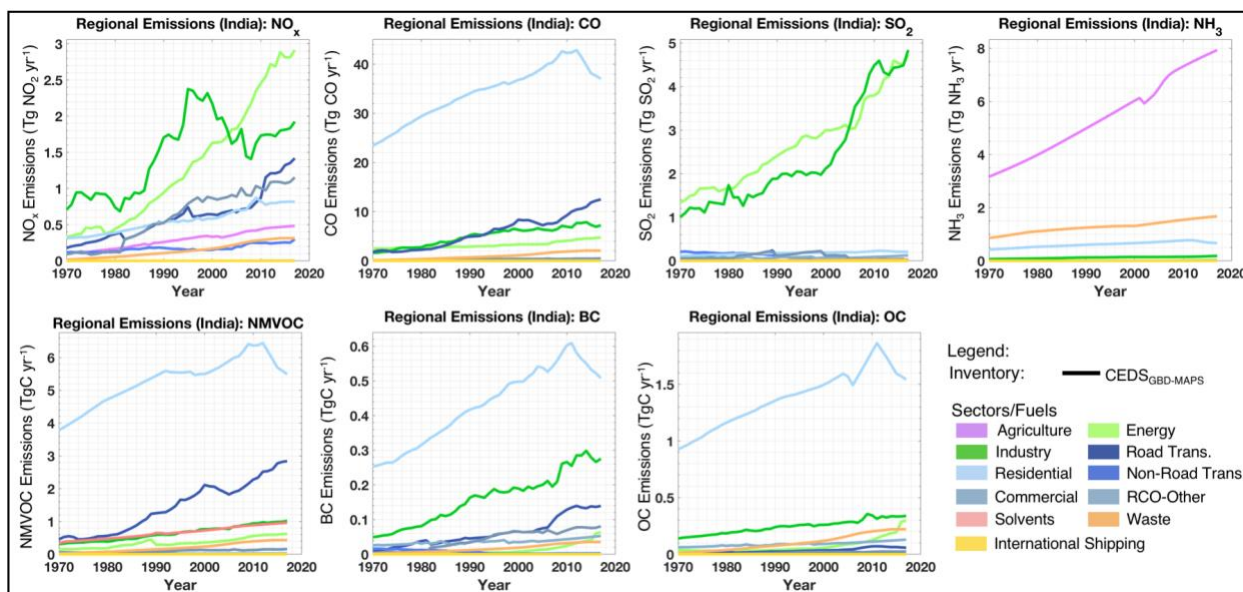 Regional Emissions (India): NOx
NOx Emissions (Tg NO2 yr-1)
3
2.5
2
1.5
1
0.5
0
1970 1980 1990 2000 2010 2020
Year
Regional Emissions (India): CO
CO Emissions (Tg CO yr-1)
40
30
20
10
0
1970 1980 1990 2000 2010 2020
Year
Regional Emissions (India): SO2
SO2 Emissions (Tg SO2 yr-1)
5
4
3
2
1
0
1970 1980 1990 2000 2010 2020
Year
Regional Emissions (India): NH3
NH3 Emissions (Tg NH3 yr-1)
8
6
4
2
0
1970 1980 1990 2000 2010 2020
Year
Regional Emissions (India): NMVOC
NMVOC Emissions (TgC yr-1)
6
5
4
3
2
1
0
1970 1980 1990 2000 2010 2020
Year
Regional Emissions (India): BC
BC Emissions (TgC yr-1)
0.6
0.5
0.4
0.3
0.2
0.1
0
1970 1980 1990 2000 2010 2020
Year
Regional Emissions (India): OC
OC Emissions (TgC yr-1)
1.5
1
0.5
0
1970 1980 1990 2000 2010 2020
Year
Legend:
Inventory: CEDSGBD-MAPS
Sectors/Fuels
Agriculture Energy
Industry Road Trans.
Residential Non-Road Trans
Commercial RCO-Other
Solvents Waste
International Shipping